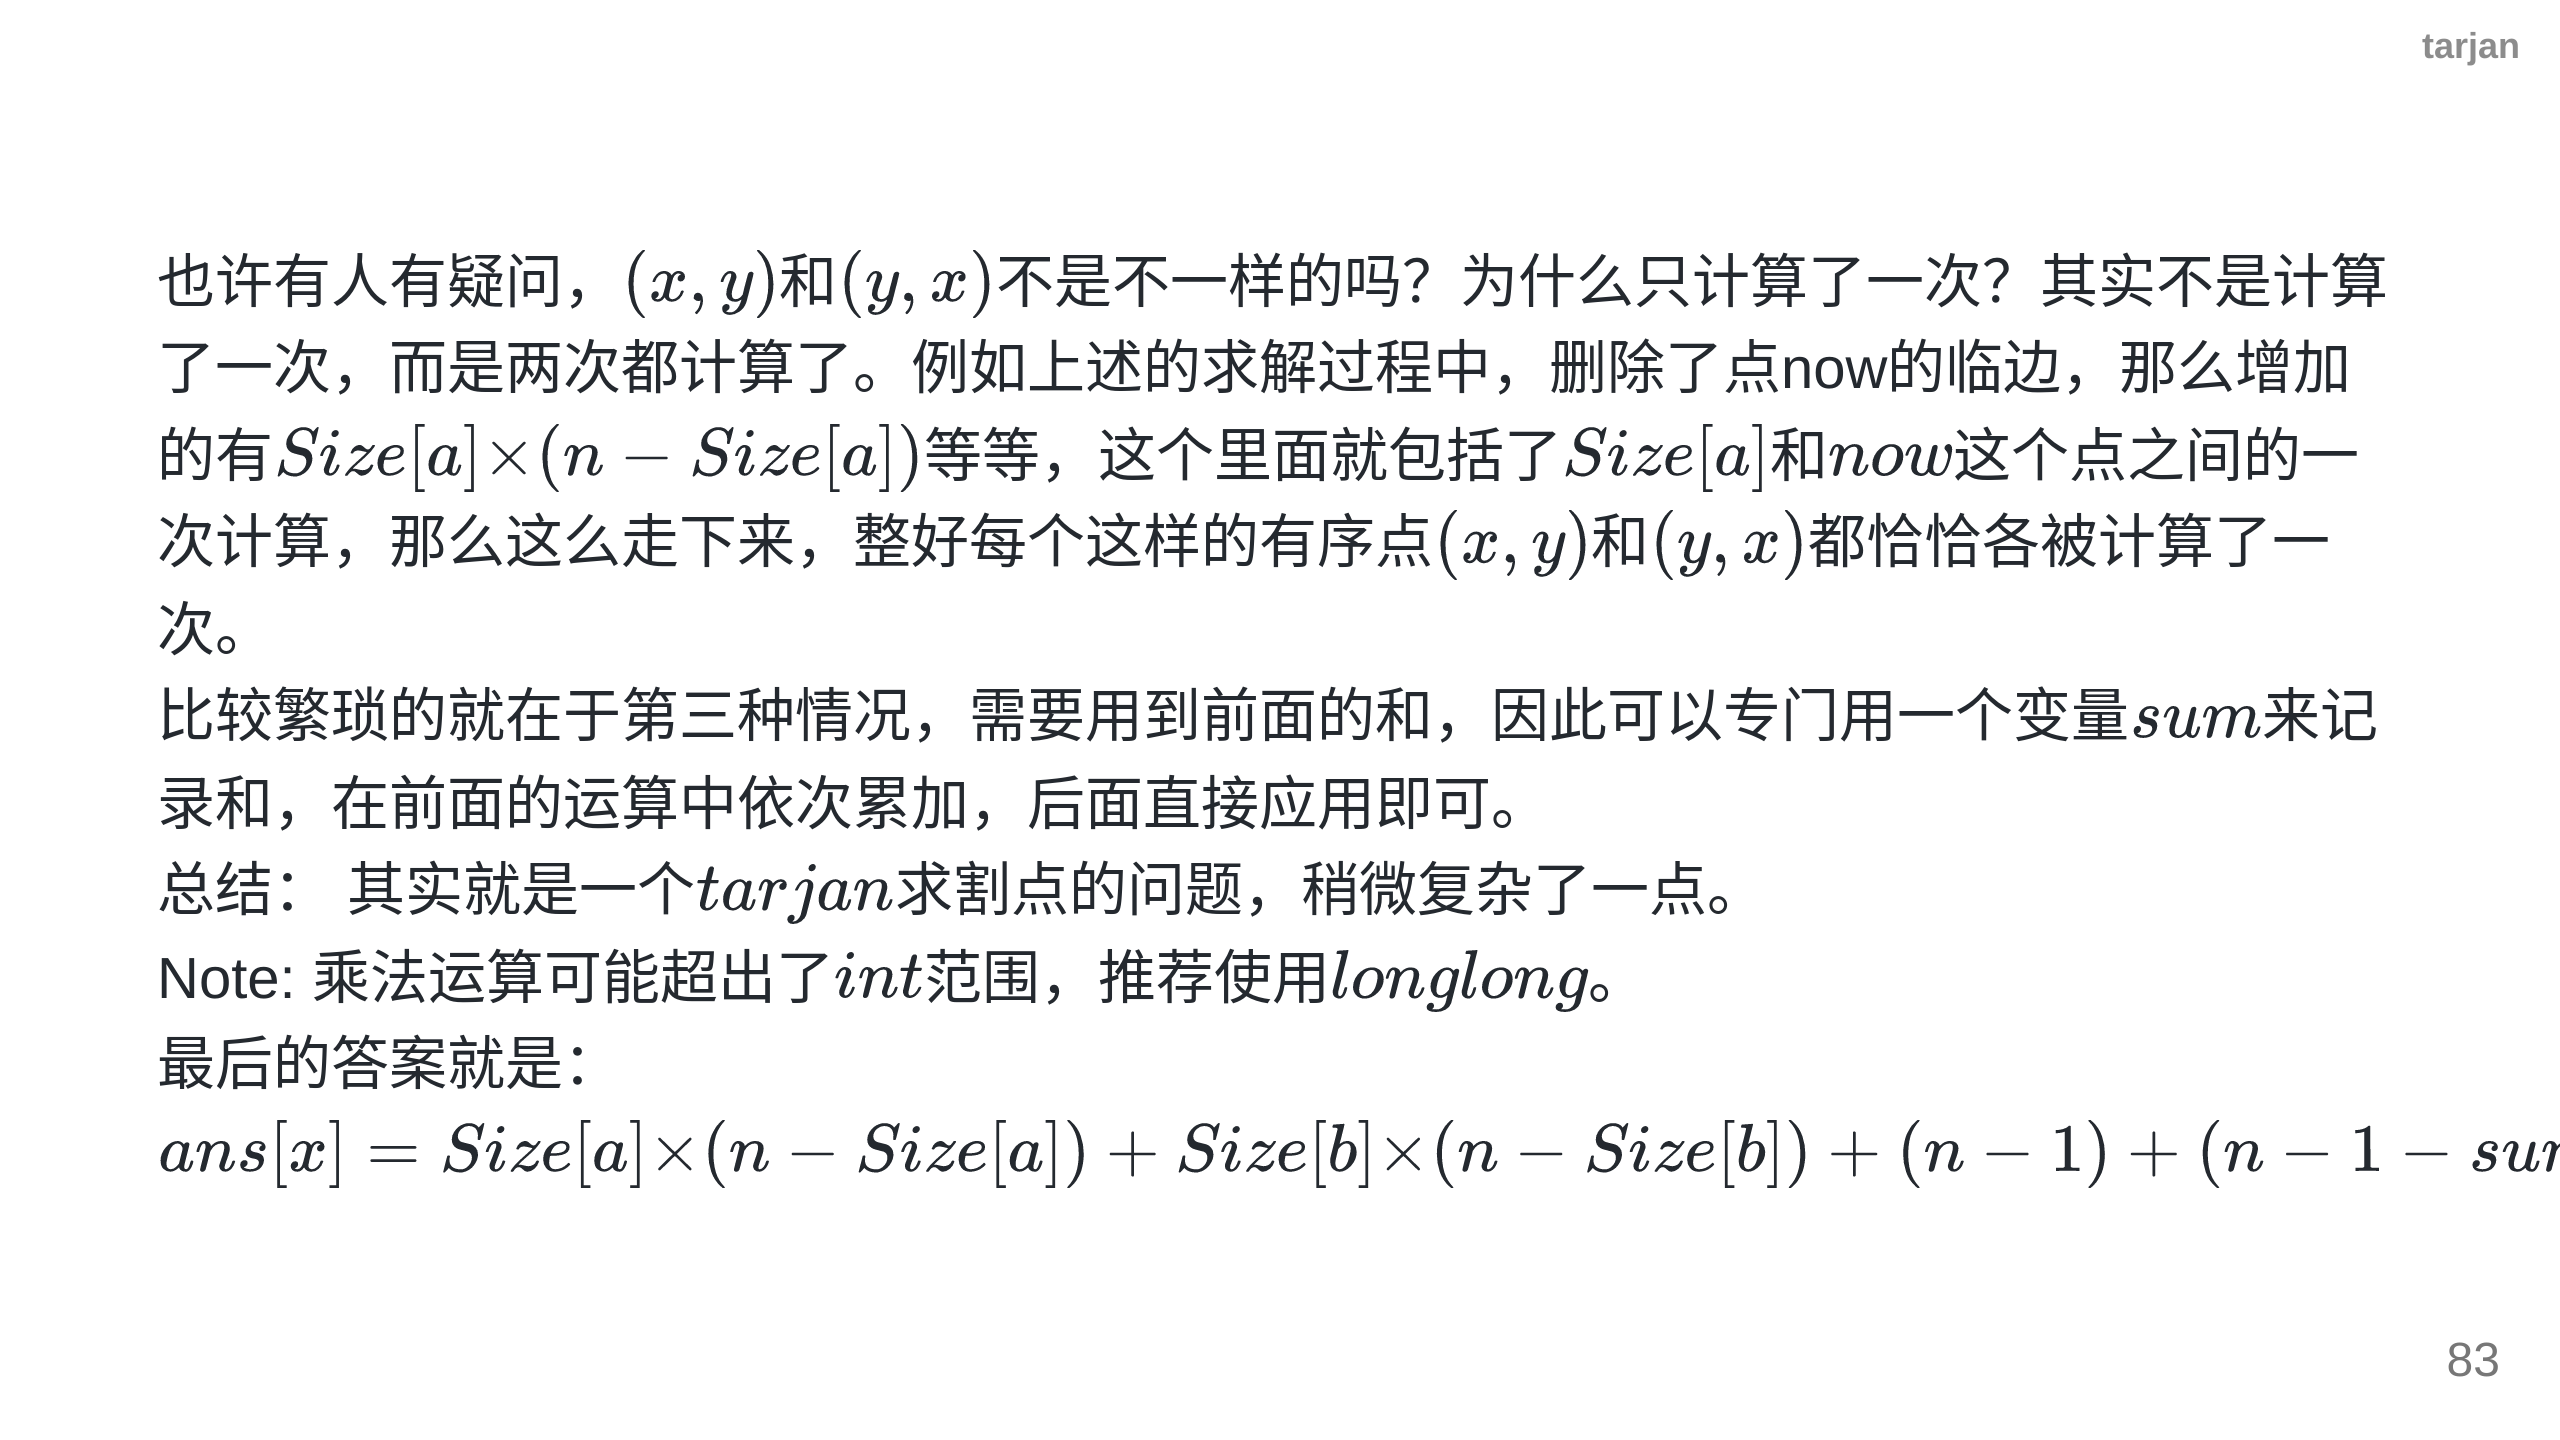 tarjan
也许有人有疑问，(x, y)和(y, x)不是不一样的吗？为什么只计算了一次？其实不是计算
了一次，而是两次都计算了。例如上述的求解过程中，删除了点now的临边，那么增加
的有Size[a]×(n − Size[a])等等，这个里面就包括了Size[a]和now这个点之间的一
次计算，那么这么走下来，整好每个这样的有序点(x, y)和(y, x)都恰恰各被计算了一
次。
比较繁琐的就在于第三种情况，需要用到前面的和，因此可以专门用一个变量sum来记
录和，在前面的运算中依次累加，后面直接应用即可。
总结： 其实就是一个tarjan求割点的问题，稍微复杂了一点。
Note: 乘法运算可能超出了int范围，推荐使用longlong。
最后的答案就是：
ans[x] = Size[a]×(n − Size[a]) + Size[b]×(n − Size[b]) + (n − 1) + (n − 1 −
83